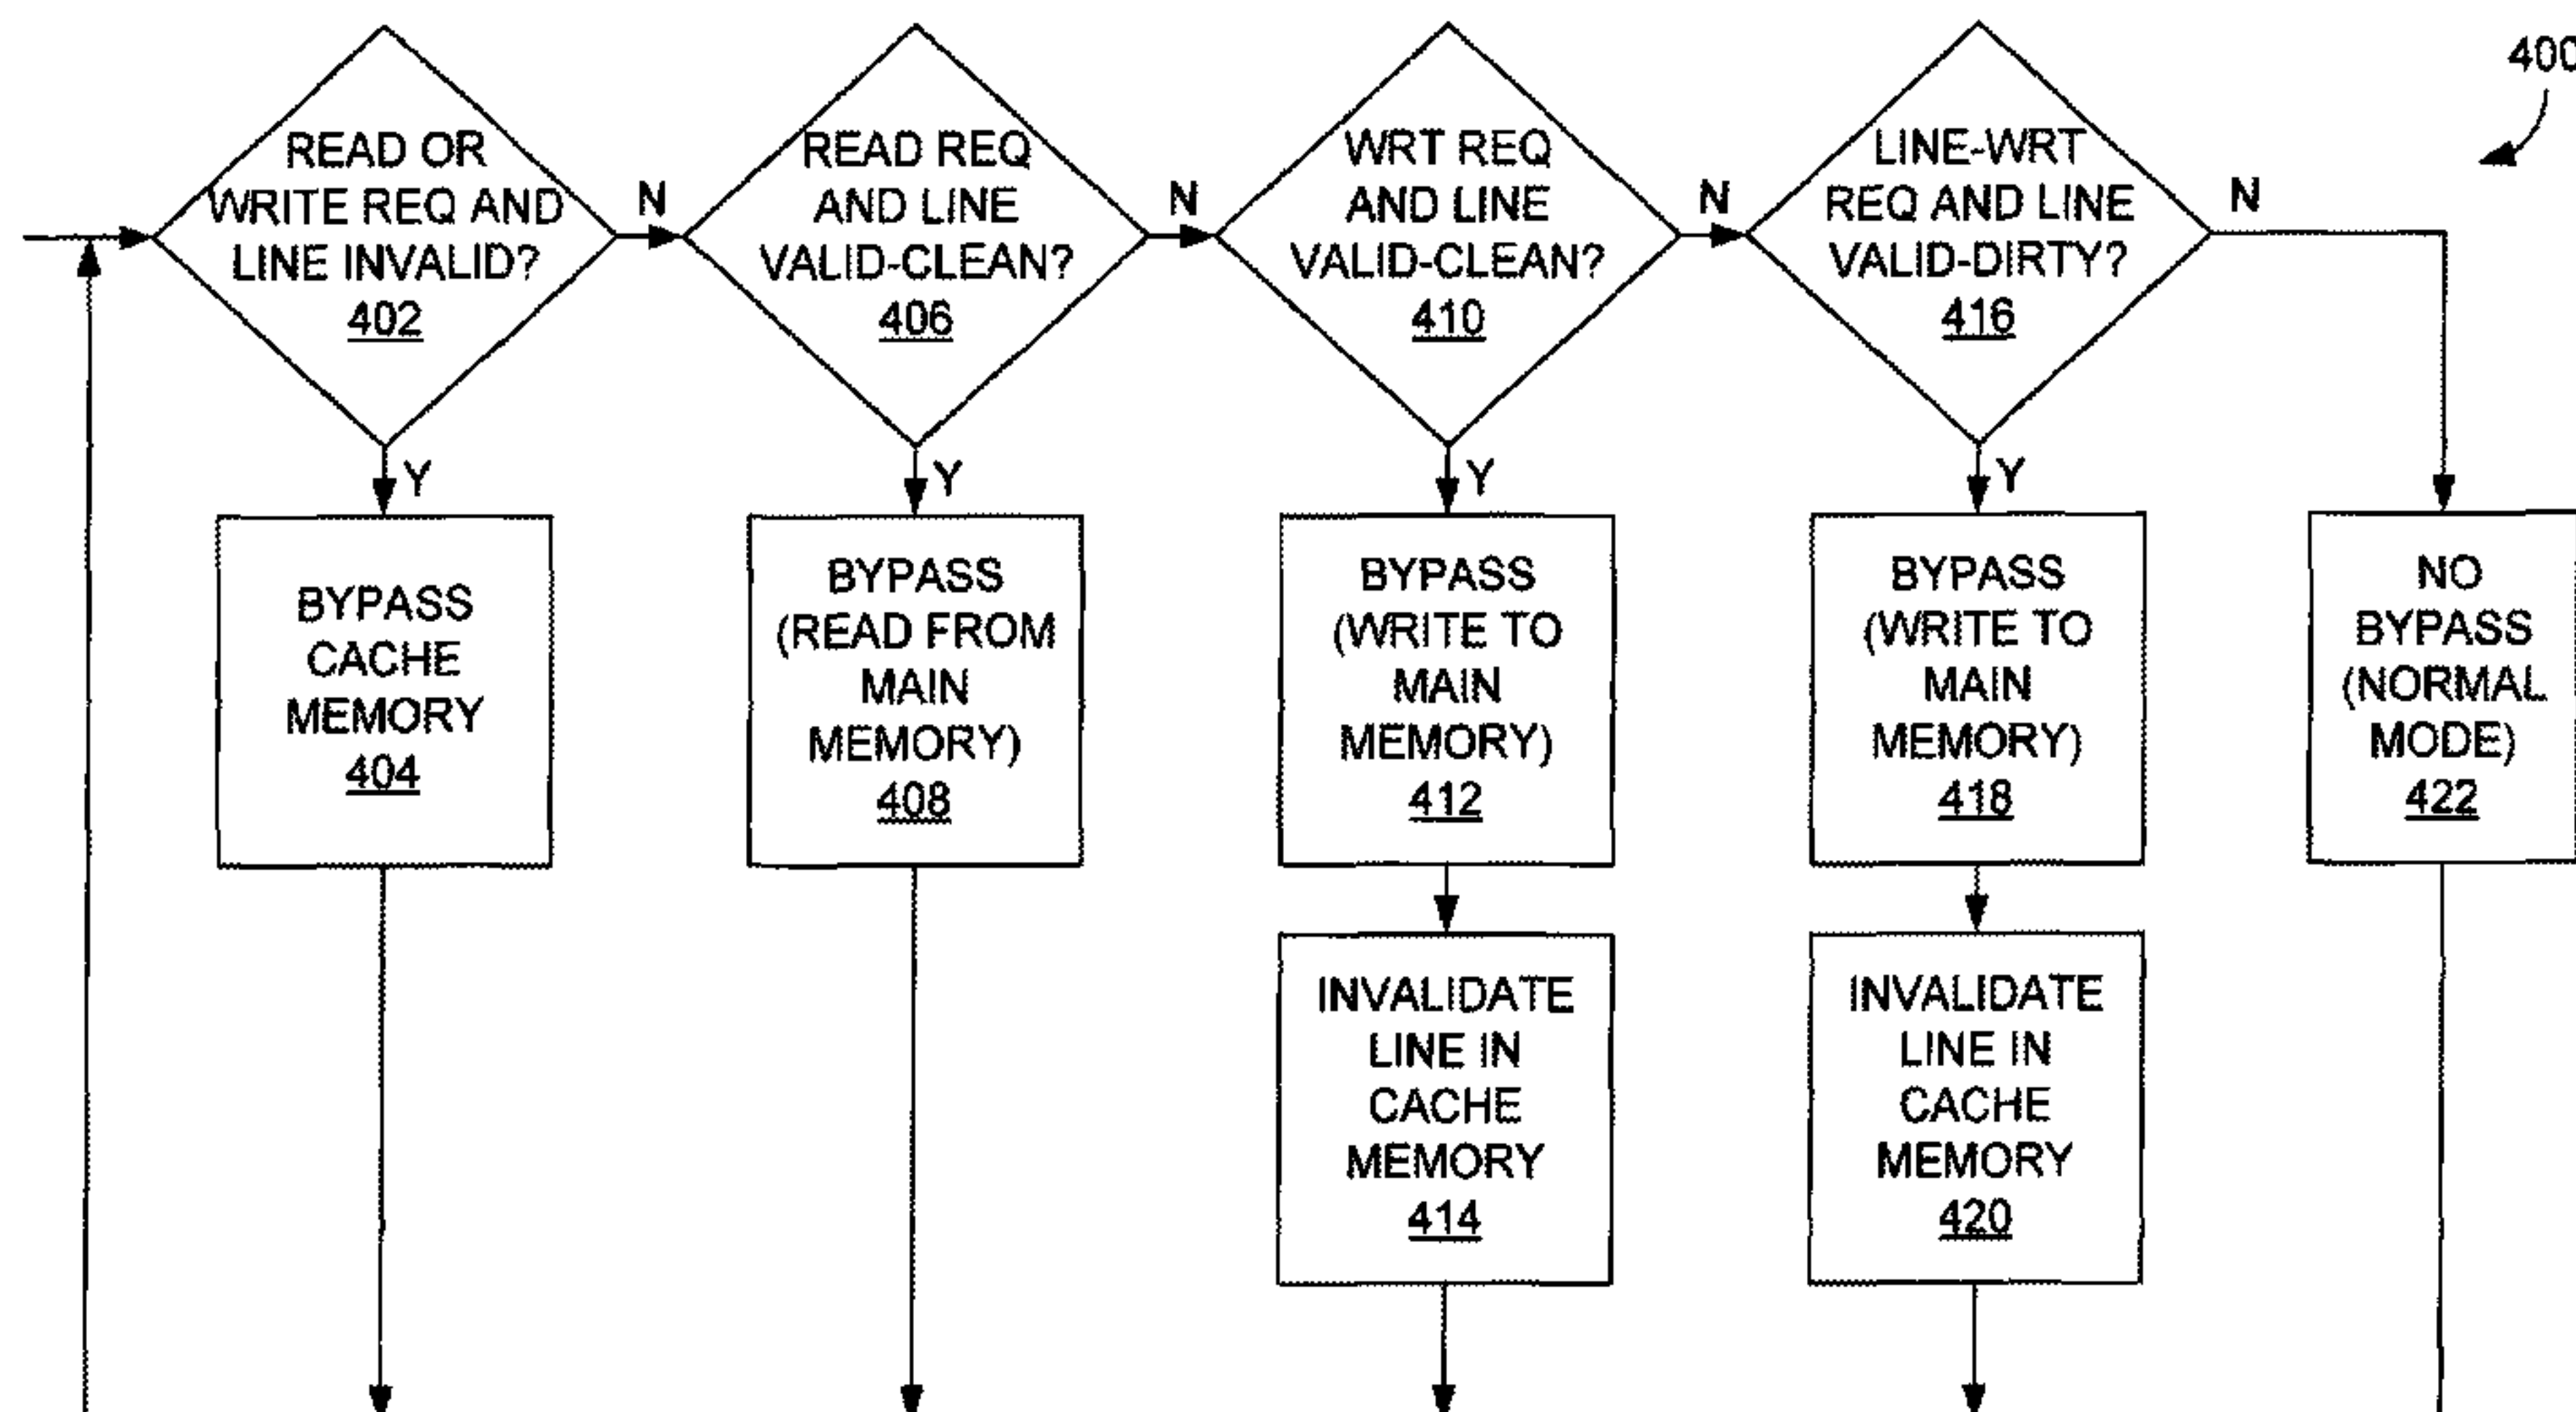 400
READ OR
WRITE REQ AND
LINE INVALID?
402
N
READ REQ
AND LINE
VALID-CLEAN?
406
N
WRT REQ
AND LINE
VALID-CLEAN?
410
N
LINE-WRT
REQ AND LINE
VALID-DIRTY?
416
N
Y
Y
Y
Y
BYPASS
CACHE
MEMORY
404
BYPASS
(READ FROM
MAIN
MEMORY)
408
BYPASS
(WRITE TO
MAIN
MEMORY)
412
BYPASS
(WRITE TO
MAIN
MEMORY)
418
NO
BYPASS
(NORMAL
MODE)
422
INVALIDATE
LINE IN
CACHE
MEMORY
414
INVALIDATE
LINE IN
CACHE
MEMORY
420